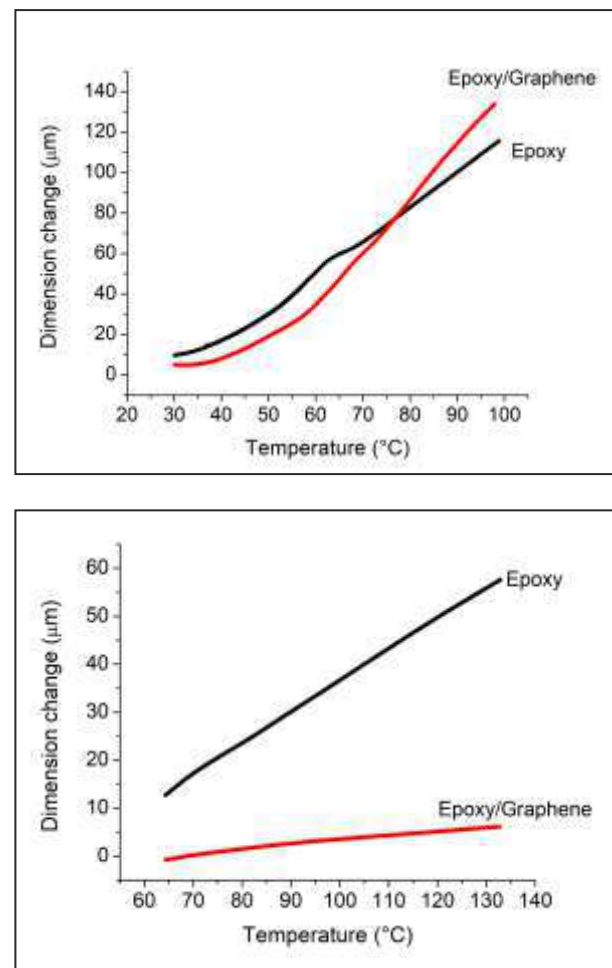 Epoxy/Graphene
Epoxy
140
120
100
80
60
40
20
0
Dimension change (μm)
20 30 40 50 60 70 80 90 100
Temperature (°C)
60
50
40
30
20
10
0
Dimension change (μm)
Epoxy
Epoxy/Graphene
60 70 80 90 100 110 120 130 140
Temperature (°C)